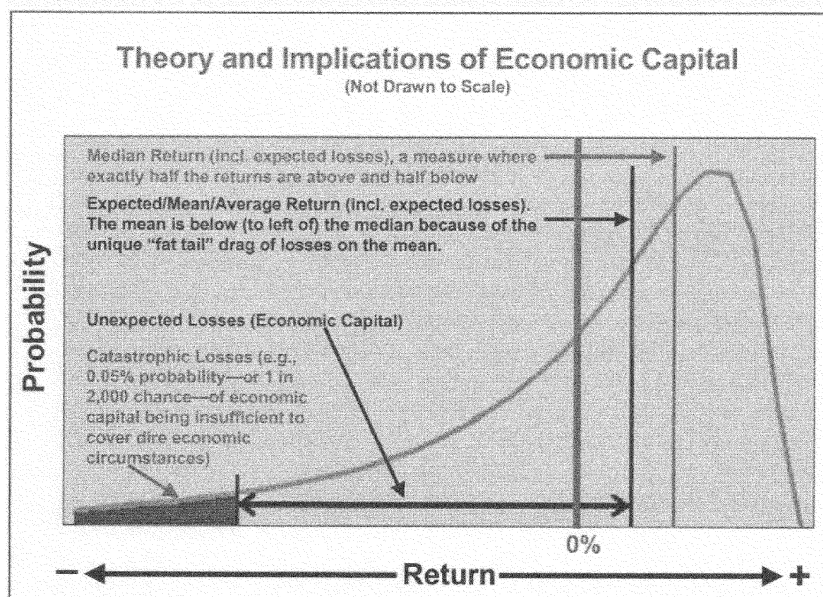 Theory and Implications of Economic Capital
(Not Drawn to Scale)
Median Return (incl. expected losses), a measure where
exactly half the returns are above and half below
Expected/Mean/Average Return (incl. expected losses).
The mean is below (to left of) the median because of the
unique “fat tail” drag of losses on the mean.
Unexpected Losses (Economic Capital)
Catastrophic Losses (e.g.,
0.05% probability—or 1 in
2,000 chance—of economic
capital being insufficient to
cover dire economic
circumstances)
Probability
0%
− Return +